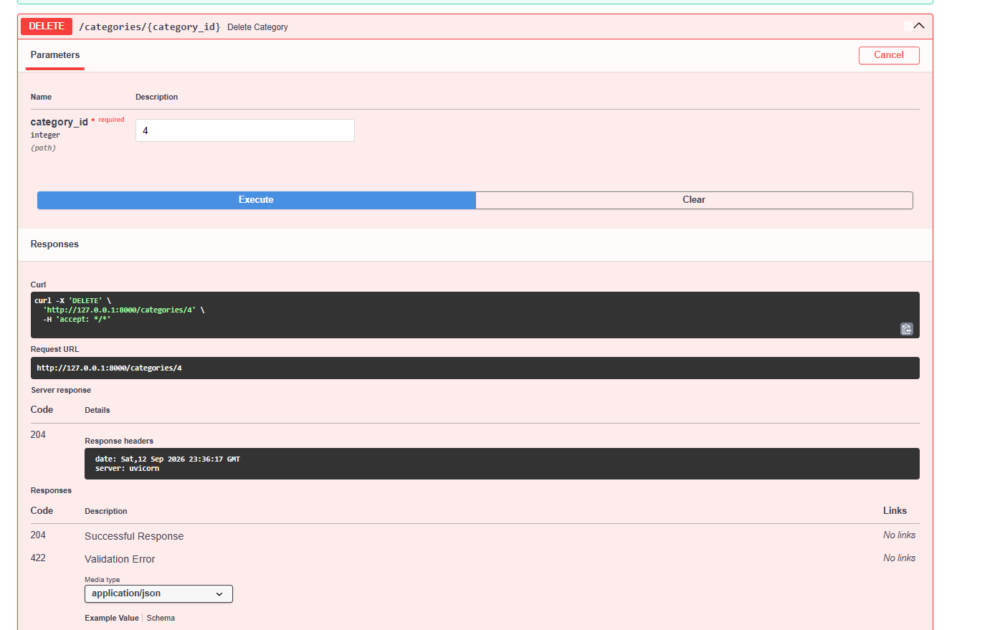 DELETE /categories/{category_id} Delete Category
Parameters
Cancel
Name Description
category_id * required
integer
(path)
4
Execute Clear
Responses
Curl
curl -X 'DELETE' \
  'http://127.0.0.1:8000/categories/4' \
  -H 'accept: */*'
Request URL
http://127.0.0.1:8000/categories/4
Server response
Code Details
204
Response headers
date: Sat,12 Sep 2026 23:36:17 GMT
server: uvicorn
Responses
Code Description Links
204 Successful Response No links
422 Validation Error No links
Media type
application/json
Example Value Schema